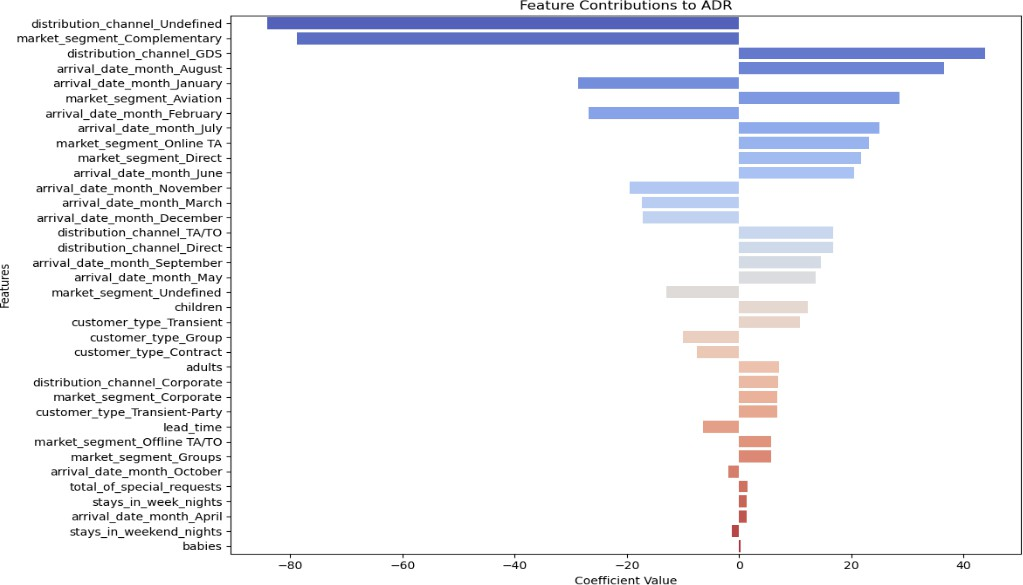 Feature Contributions to ADR
distribution_channel_Undefined
market_segment_Complementary
distribution_channel_GDS
arrival_date_month_August
arrival_date_month_January
market_segment_Aviation
arrival_date_month_February
arrival_date_month_July
market_segment_Online TA
market_segment_Direct
arrival_date_month_June
arrival_date_month_November
arrival_date_month_March
arrival_date_month_December
distribution_channel_TA/TO
distribution_channel_Direct
arrival_date_month_September
arrival_date_month_May
market_segment_Undefined
children
customer_type_Transient
customer_type_Group
customer_type_Contract
adults
distribution_channel_Corporate
market_segment_Corporate
customer_type_Transient-Party
lead_time
market_segment_Offline TA/TO
market_segment_Groups
arrival_date_month_October
total_of_special_requests
stays_in_week_nights
arrival_date_month_April
stays_in_weekend_nights
babies
Features
−80 −60 −40 −20 0 20 40
Coefficient Value